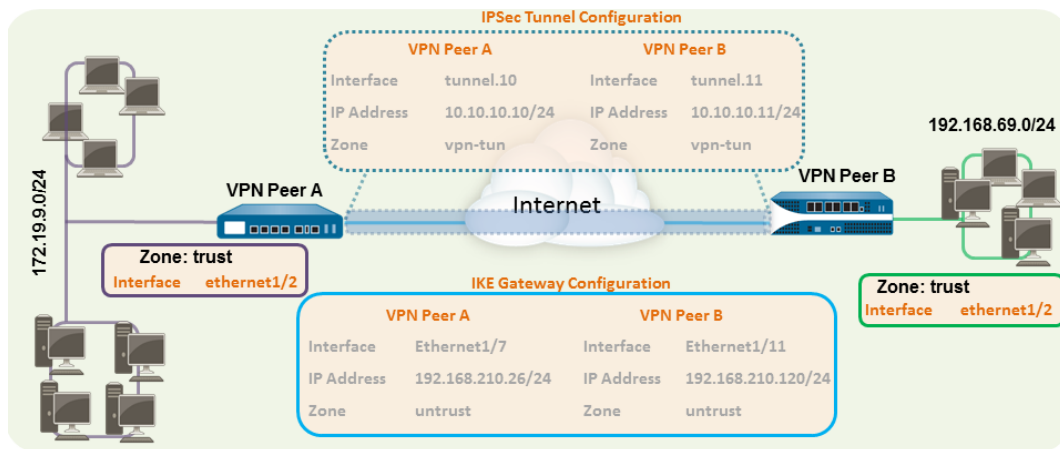 IPSec Tunnel Configuration
VPN Peer A VPN Peer B
Interface tunnel.10 Interface tunnel.11
IP Address 10.10.10.10/24 IP Address 10.10.10.11/24
Zone vpn-tun Zone vpn-tun
192.168.69.0/24
172.19.9.0/24
VPN Peer A
Internet
VPN Peer B
Zone: trust
Interface ethernet1/2
Zone: trust
Interface ethernet1/2
IKE Gateway Configuration
VPN Peer A VPN Peer B
Interface Ethernet1/7 Interface Ethernet1/11
IP Address 192.168.210.26/24 IP Address 192.168.210.120/24
Zone untrust Zone untrust